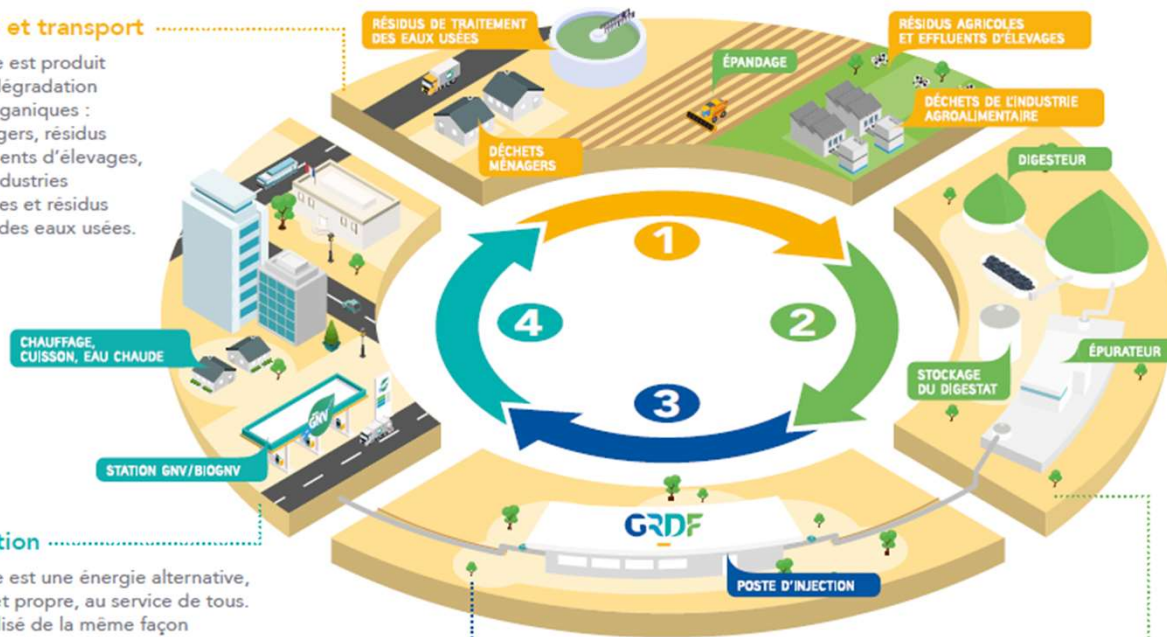 et transport
est produit
dégradation
ganiques :
gers, résidus
ents d'élevages,
ndustries
es et résidus
des eaux usées.
RÉSIDUS DE TRAITEMENT
DES EAUX USÉES
ÉPANDAGE
RÉSIDUS AGRICOLES
ET EFFLUENTS D'ÉLEVAGES
DÉCHETS DE L'INDUSTRIE
AGROALIMENTAIRE
DÉCHETS
MÉNAGERS
DIGESTEUR
1
2
3
4
CHAUFFAGE,
CUISSON, EAU CHAUDE
GNV
STATION GNV/BIOGNV
ÉPURATEUR
STOCKAGE
DU DIGESTAT
GRDF
POSTE D'INJECTION
tion
e est une énergie alternative,
et propre, au service de tous.
lisé de la même façon